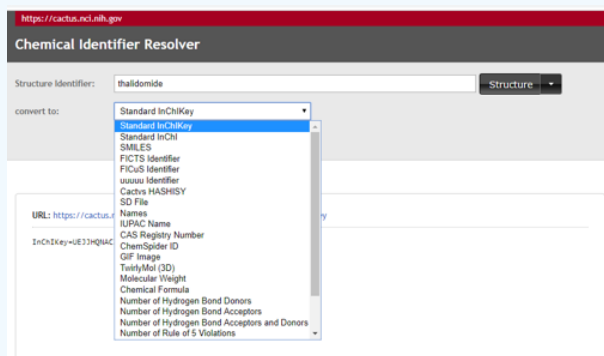 https://cactus.nci.nih.gov
Chemical Identifier Resolver
Structure Identifier: thalidomide Structure
convert to: Standard InChIKey
Standard InChIKey
Standard InChI
SMILES
FICTS Identifier
FICuS Identifier
uuuuu Identifier
Cactvs HASHISY
SD File
Names
URL: https://cactus. ey
IUPAC Name
CAS Registry Number
InChIKey=UEJJHQNAC
ChemSpider ID
GIF Image
TwirlyMol (3D)
Molecular Weight
Chemical Formula
Number of Hydrogen Bond Donors
Number of Hydrogen Bond Acceptors
Number of Hydrogen Bond Acceptors and Donors
Number of Rule of 5 Violations